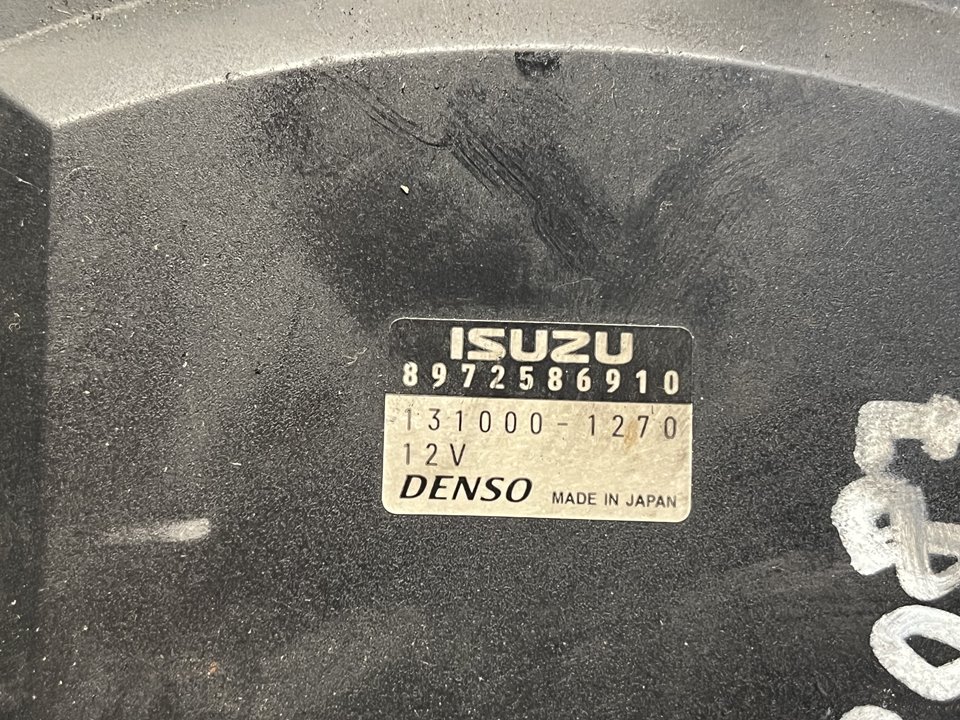 ISUZU
8972586910
131000-1270
12V
DENSO MADE IN JAPAN